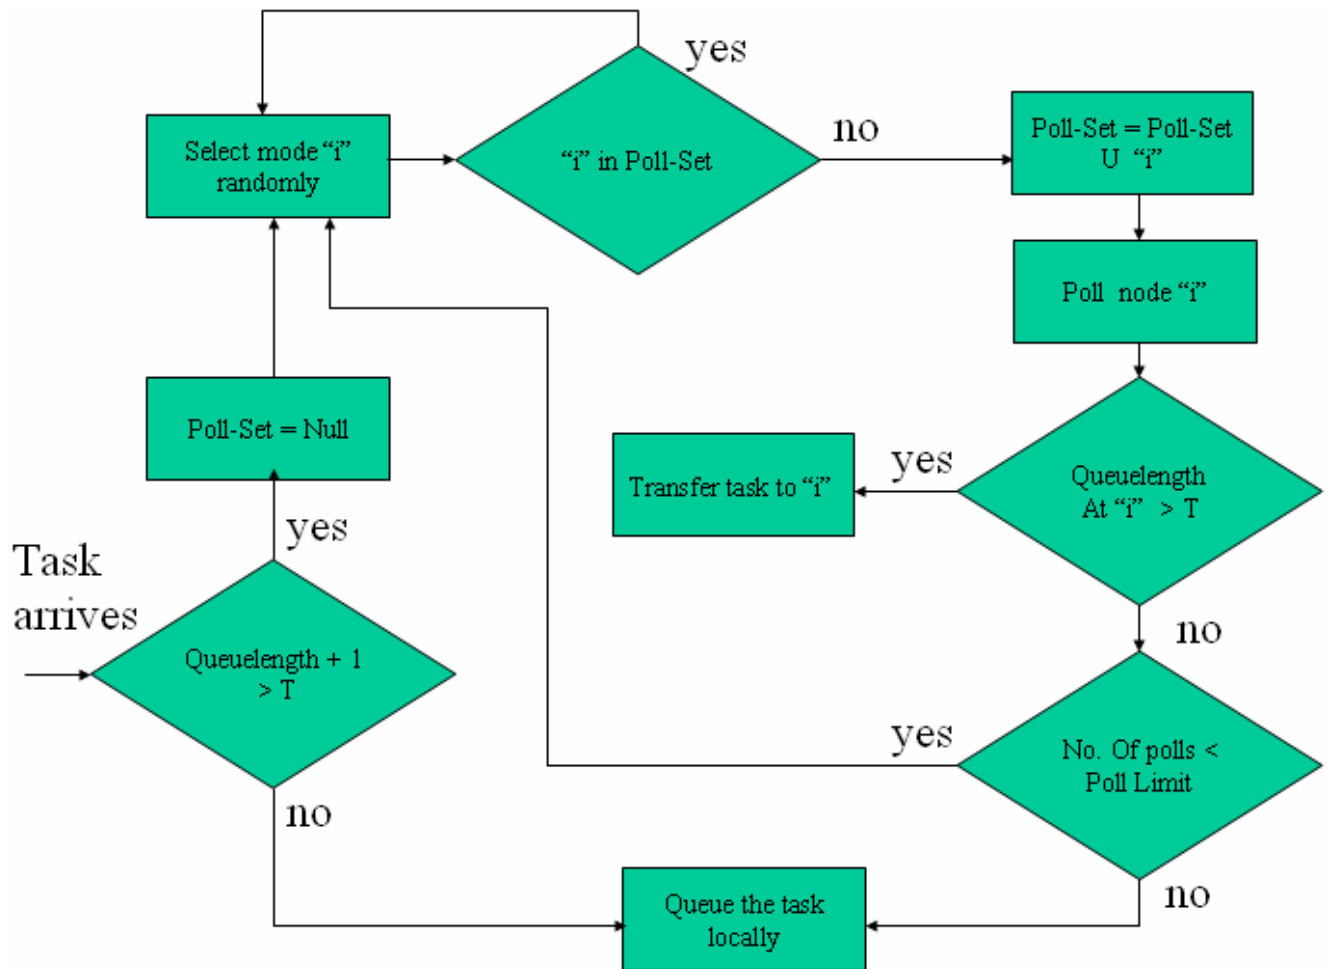 yes
Select mode “i”
randomly
“i” in Poll-Set
no
Poll-Set = Poll-Set
U “i”
Poll node “i”
Poll-Set = Null
Transfer task to “i”
yes
Queuelength
At “i” > T
yes
Task
arrives
no
Queuelength + 1
> T
yes
No. Of polls <
Poll Limit
no
no
Queue the task
locally